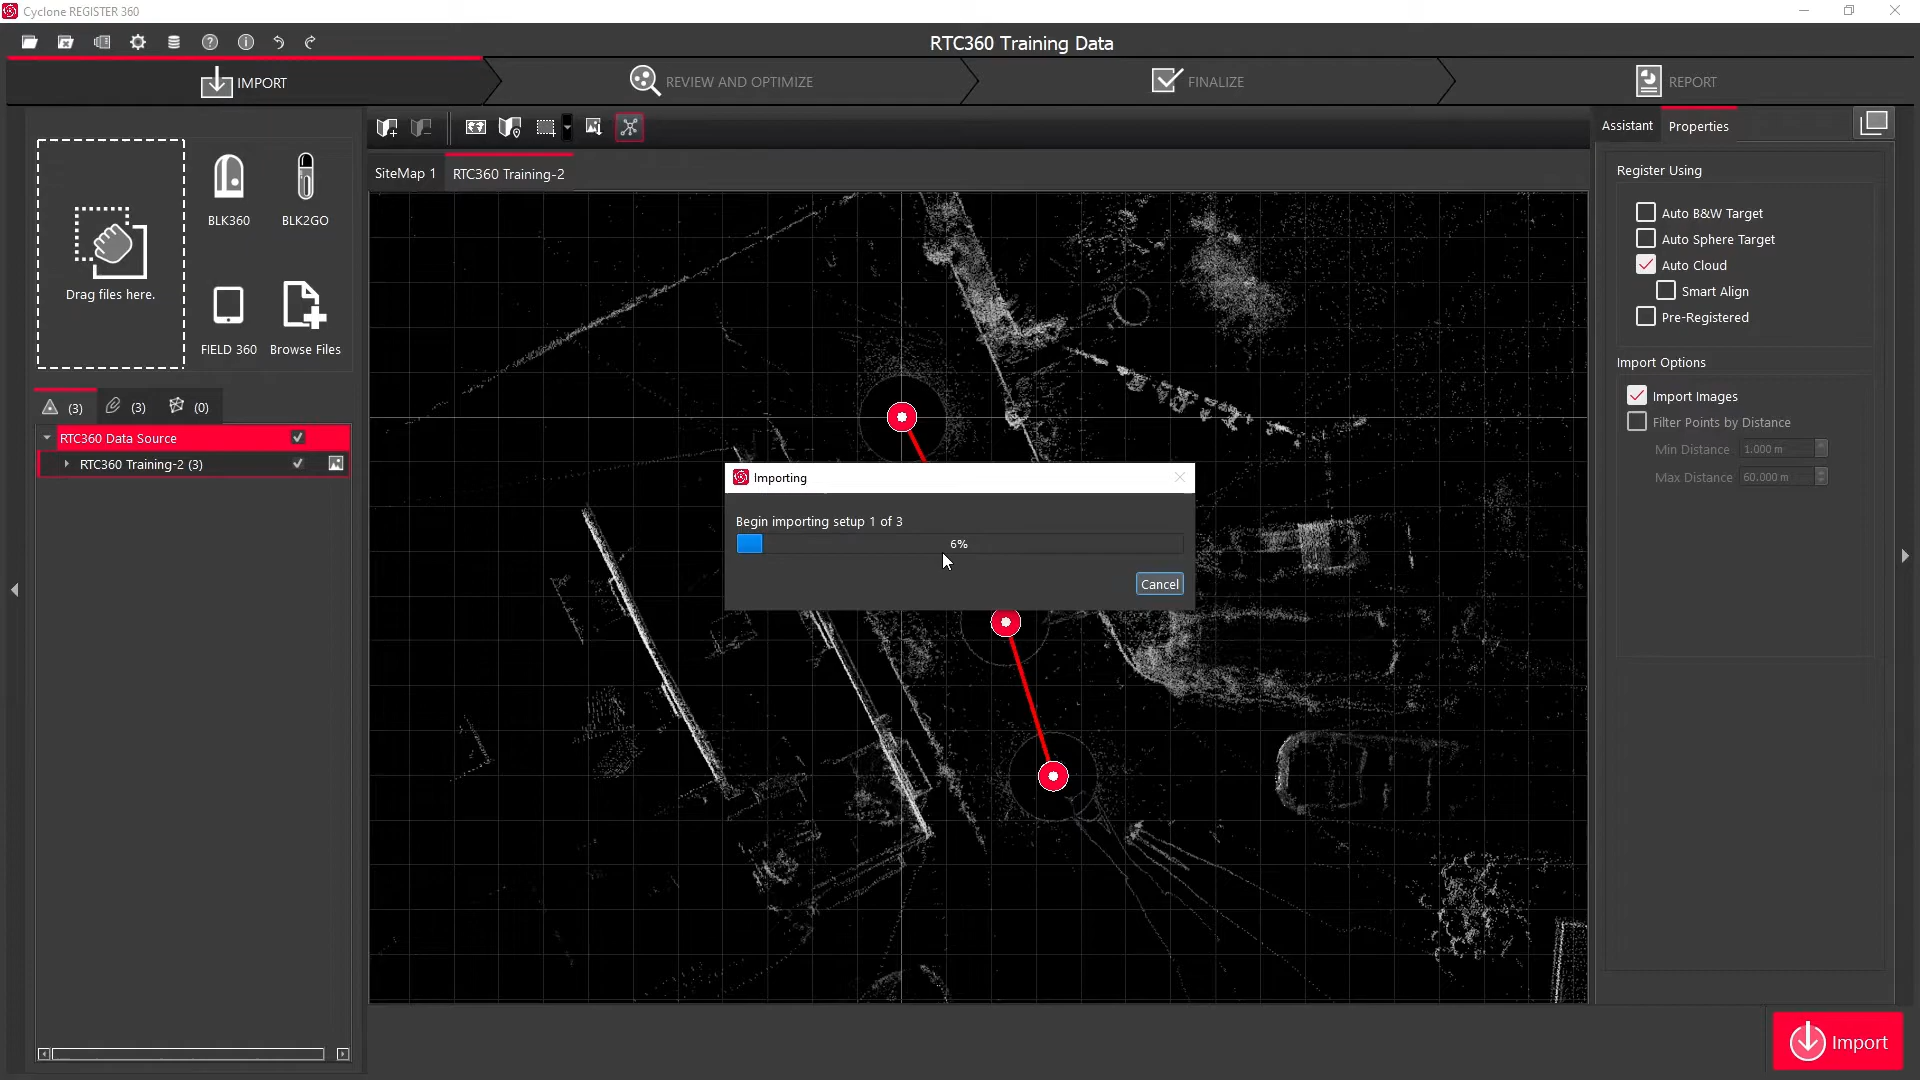 Cyclone REGISTER 360
RTC360 Training Data
IMPORT
REVIEW AND OPTIMIZE
FINALIZE
REPORT
Drag files here.
BLK360
BLK2GO
FIELD 360
Browse Files
(3)
(3)
(0)
RTC360 Data Source
RTC360 Training-2 (3)
SiteMap 1
RTC360 Training-2
Importing
Begin importing setup 1 of 3
6%
Cancel
Assistant
Properties
Register Using
Auto B&W Target
Auto Sphere Target
Auto Cloud
Smart Align
Pre-Registered
Import Options
Import Images
Filter Points by Distance
Min Distance 1.000 m
Max Distance 60.000 m
Import